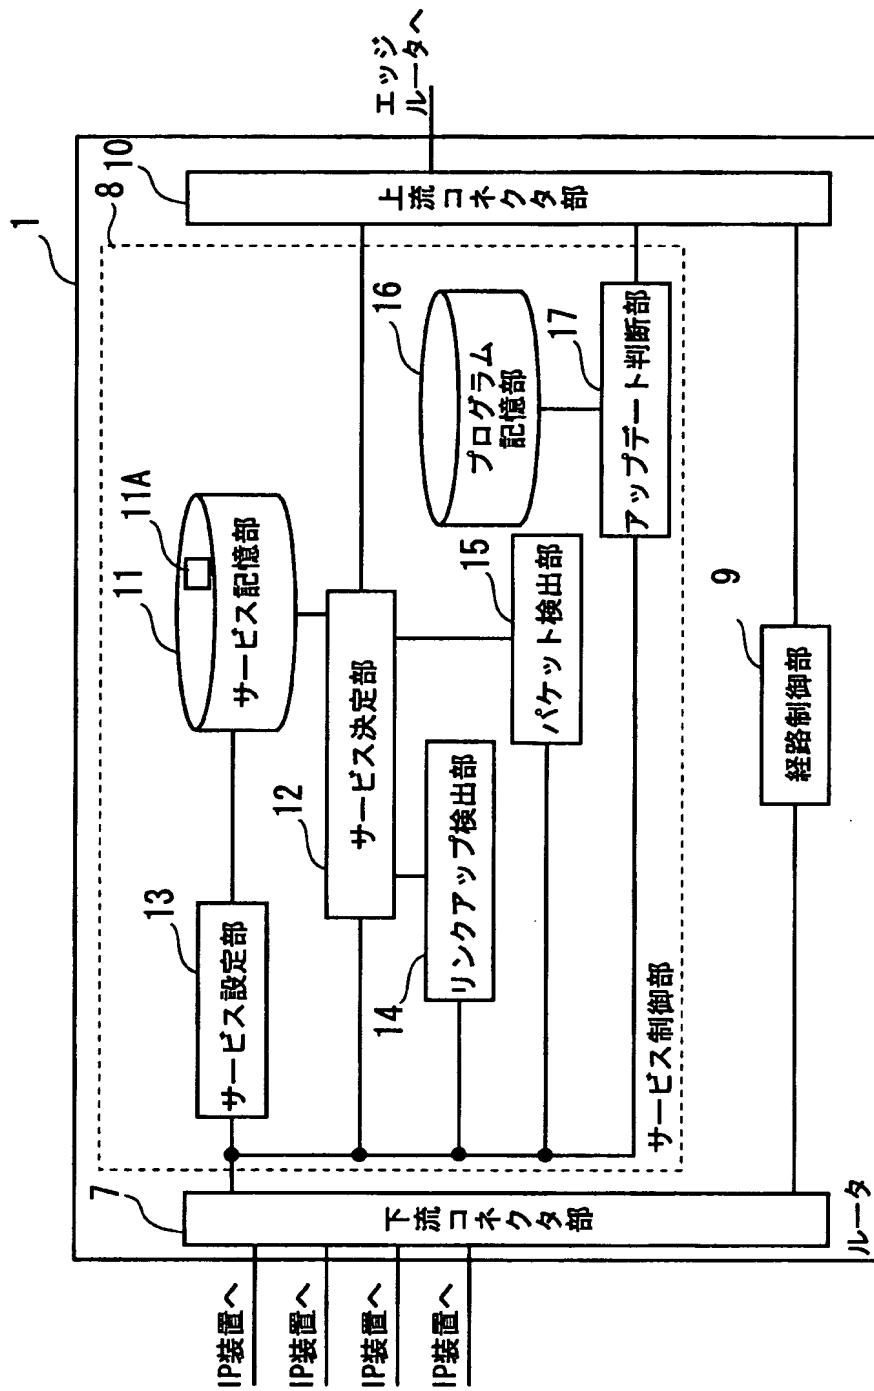 1
8
10
エッジ
ルータへ
上流コネクタ部
11
11A
サービス記憶部
16
プログラム
記憶部
17
アップデート判断部
13
サービス設定部
12
サービス決定部
14
リンクアップ検出部
15
パケット検出部
サービス制御部
9
経路制御部
7
下流コネクタ部
ルータ
IP装置へ
IP装置へ
IP装置へ
IP装置へ